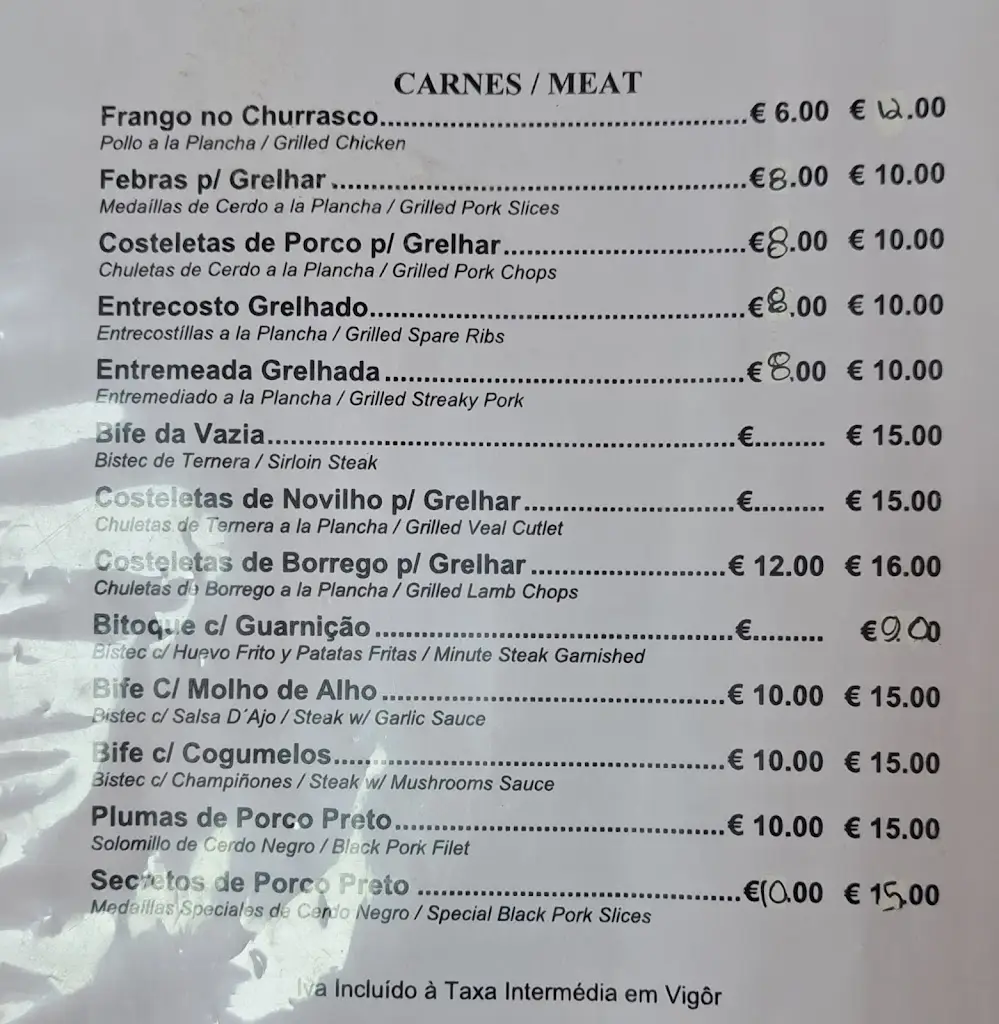 CARNES / MEAT
Frango no Churrasco.......................................€ 6.00 € 12.00
Pollo a la Plancha / Grilled Chicken
Febras p/ Grelhar..........................................€8.00 € 10.00
Medaíllas de Cerdo a la Plancha / Grilled Pork Slices
Costeletas de Porco p/ Grelhar........................€8.00 € 10.00
Chuletas de Cerdo a la Plancha / Grilled Pork Chops
Entrecosto Grelhado.......................................€8.00 € 10.00
Entrecostíllas a la Plancha / Grilled Spare Ribs
Entremeada Grelhada.....................................€8.00 € 10.00
Entremediado a la Plancha / Grilled Streaky Pork
Bife da Vazia..................................................€......... € 15.00
Bistec de Ternera / Sirloin Steak
Costeletas de Novilho p/ Grelhar......................€......... € 15.00
Chuletas de Ternera a la Plancha / Grilled Veal Cutlet
Costeletas de Borrego p/ Grelhar....................€ 12.00 € 16.00
Chuletas de Borrego a la Plancha / Grilled Lamb Chops
Bitoque c/ Guarnição......................................€......... €9.00
Bistec c/ Huevo Frito y Patatas Fritas / Minute Steak Garnished
Bife C/ Molho de Alho....................................€ 10.00 € 15.00
Bistec c/ Salsa D´Ajo / Steak w/ Garlic Sauce
Bife c/ Cogumelos..........................................€ 10.00 € 15.00
Bistec c/ Champiñones / Steak w/ Mushrooms Sauce
Plumas de Porco Preto...................................€ 10.00 € 15.00
Solomillo de Cerdo Negro / Black Pork Filet
Secretos de Porco Preto ..................................€10.00 € 15.00
Medaíllas Speciales de Cerdo Negro / Special Black Pork Slices
Iva Incluído à Taxa Intermédia em Vigôr